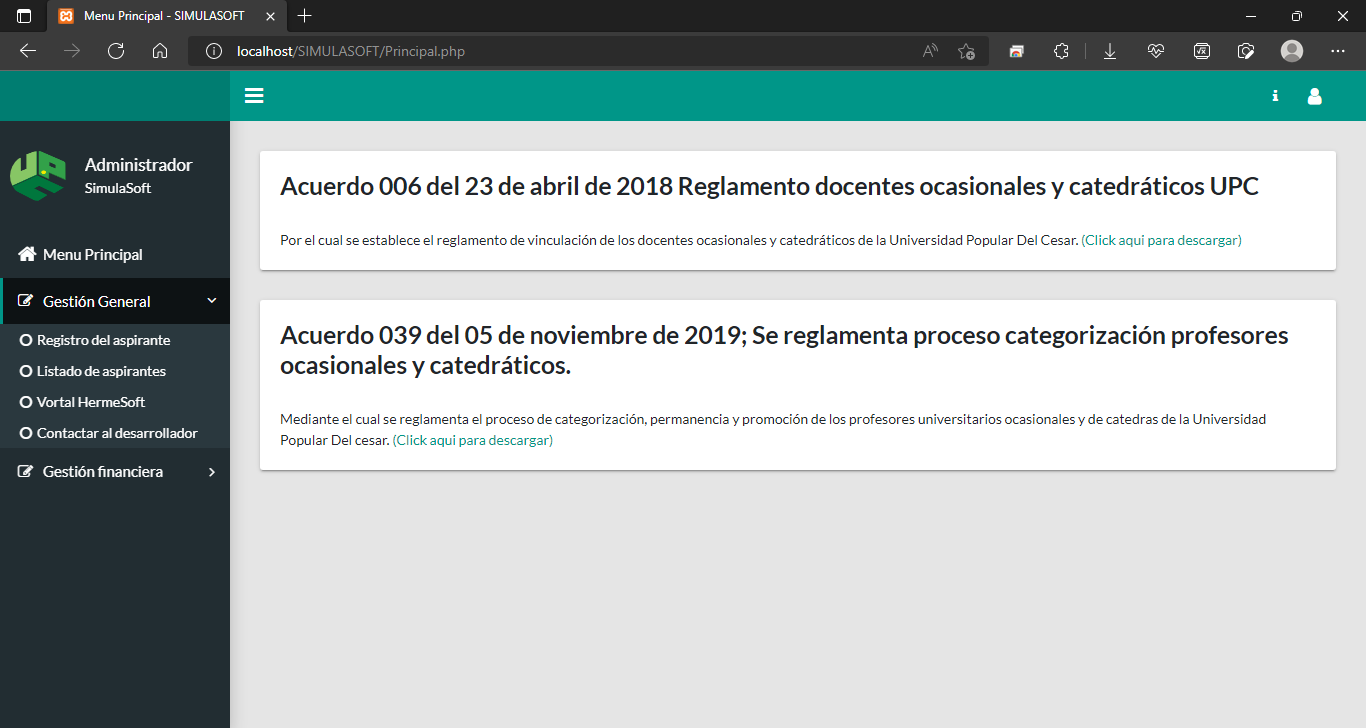 Menu Principal - SIMULASOFT
localhost/SIMULASOFT/Principal.php
Administrador
SimulaSoft
Menu Principal
Gestión General
Registro del aspirante
Listado de aspirantes
Vortal HermeSoft
Contactar al desarrollador
Gestión financiera
Acuerdo 006 del 23 de abril de 2018 Reglamento docentes ocasionales y catedráticos UPC
Por el cual se establece el reglamento de vinculación de los docentes ocasionales y catedráticos de la Universidad Popular Del Cesar. (Click aqui para descargar)
Acuerdo 039 del 05 de noviembre de 2019; Se reglamenta proceso categorización profesores
ocasionales y catedráticos.
Mediante el cual se reglamenta el proceso de categorización, permanencia y promoción de los profesores universitarios ocasionales y de catedras de la Universidad
Popular Del cesar. (Click aqui para descargar)